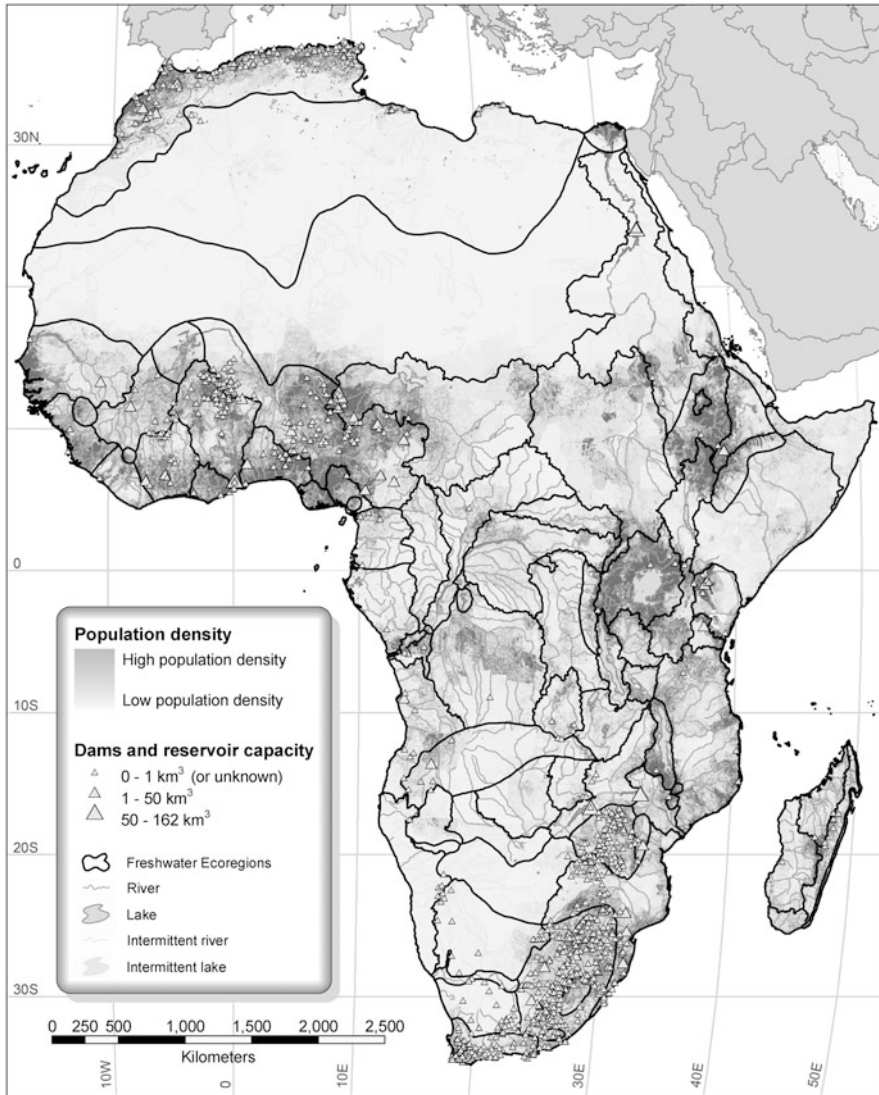 30N
0
10S
20S
30S
Population density
High population density
Low population density
Dams and reservoir capacity
0 - 1 km³ (or unknown)
1 - 50 km³
50 - 162 km³
Freshwater Ecoregions
River
Lake
Intermittent river
Intermittent lake
0 250 500 1,000 1,500 2,000 2,500
Kilometers
10W
0
10E
30E
40E
50E